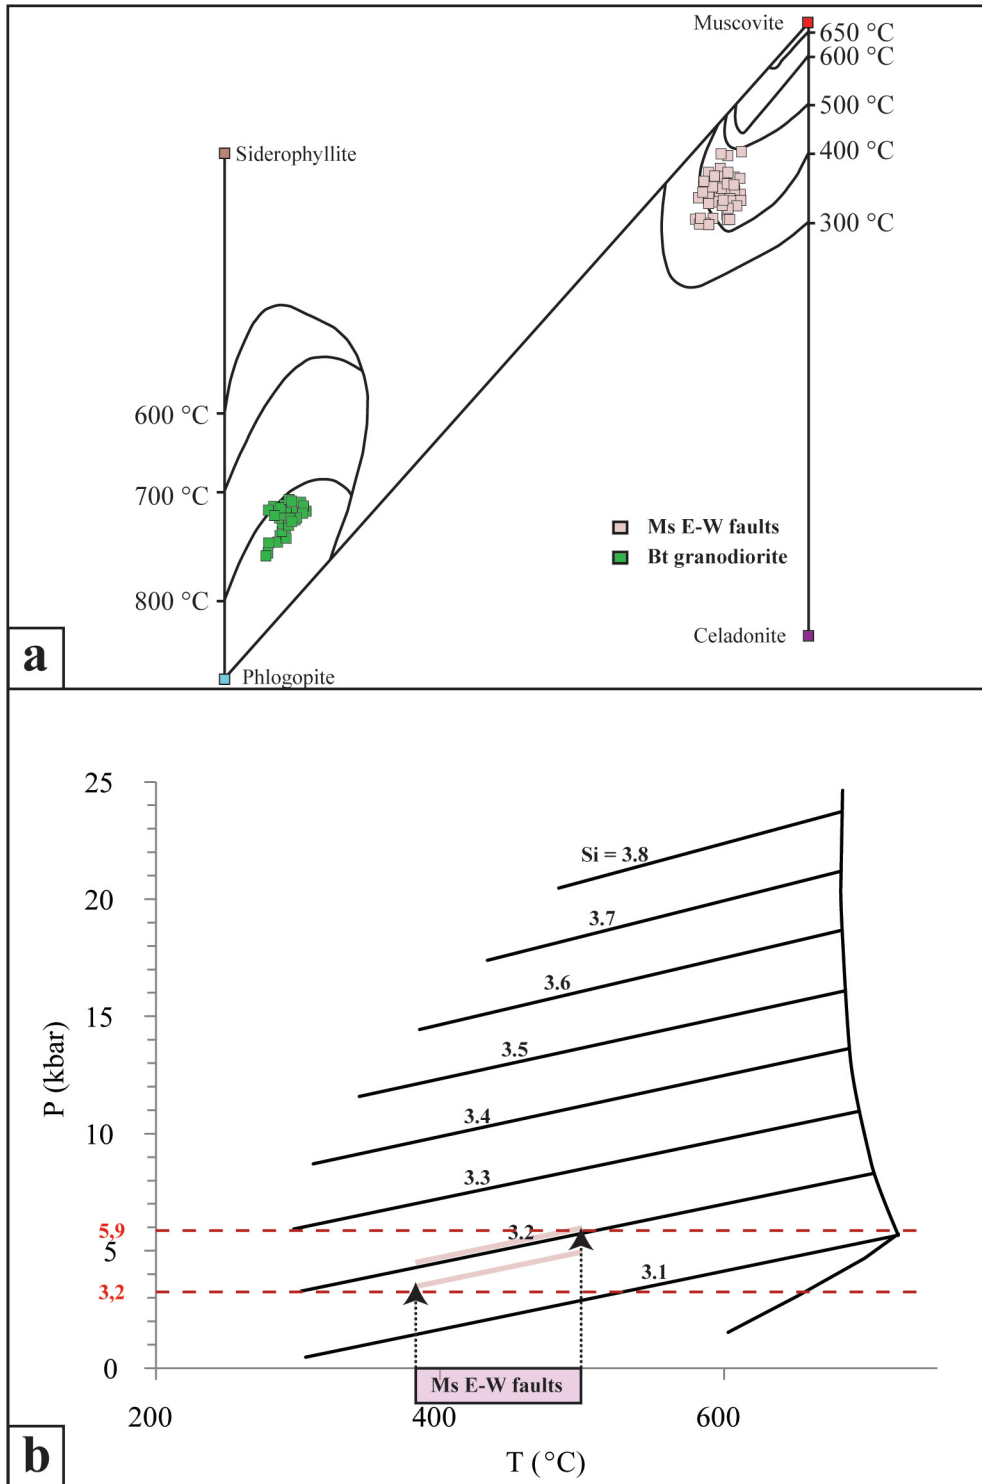 Muscovite
650 °C
600 °C
500 °C
400 °C
300 °C
Siderophyllite
600 °C
700 °C
800 °C
Ms E-W faults
Bt granodiorite
Celadonite
Phlogopite
a
25
20
15
10
5
0
P (kbar)
Si = 3.8
3.7
3.6
3.5
3.4
3.3
3.2
3.1
5,9
3,2
Ms E-W faults
200
400
600
T (°C)
b